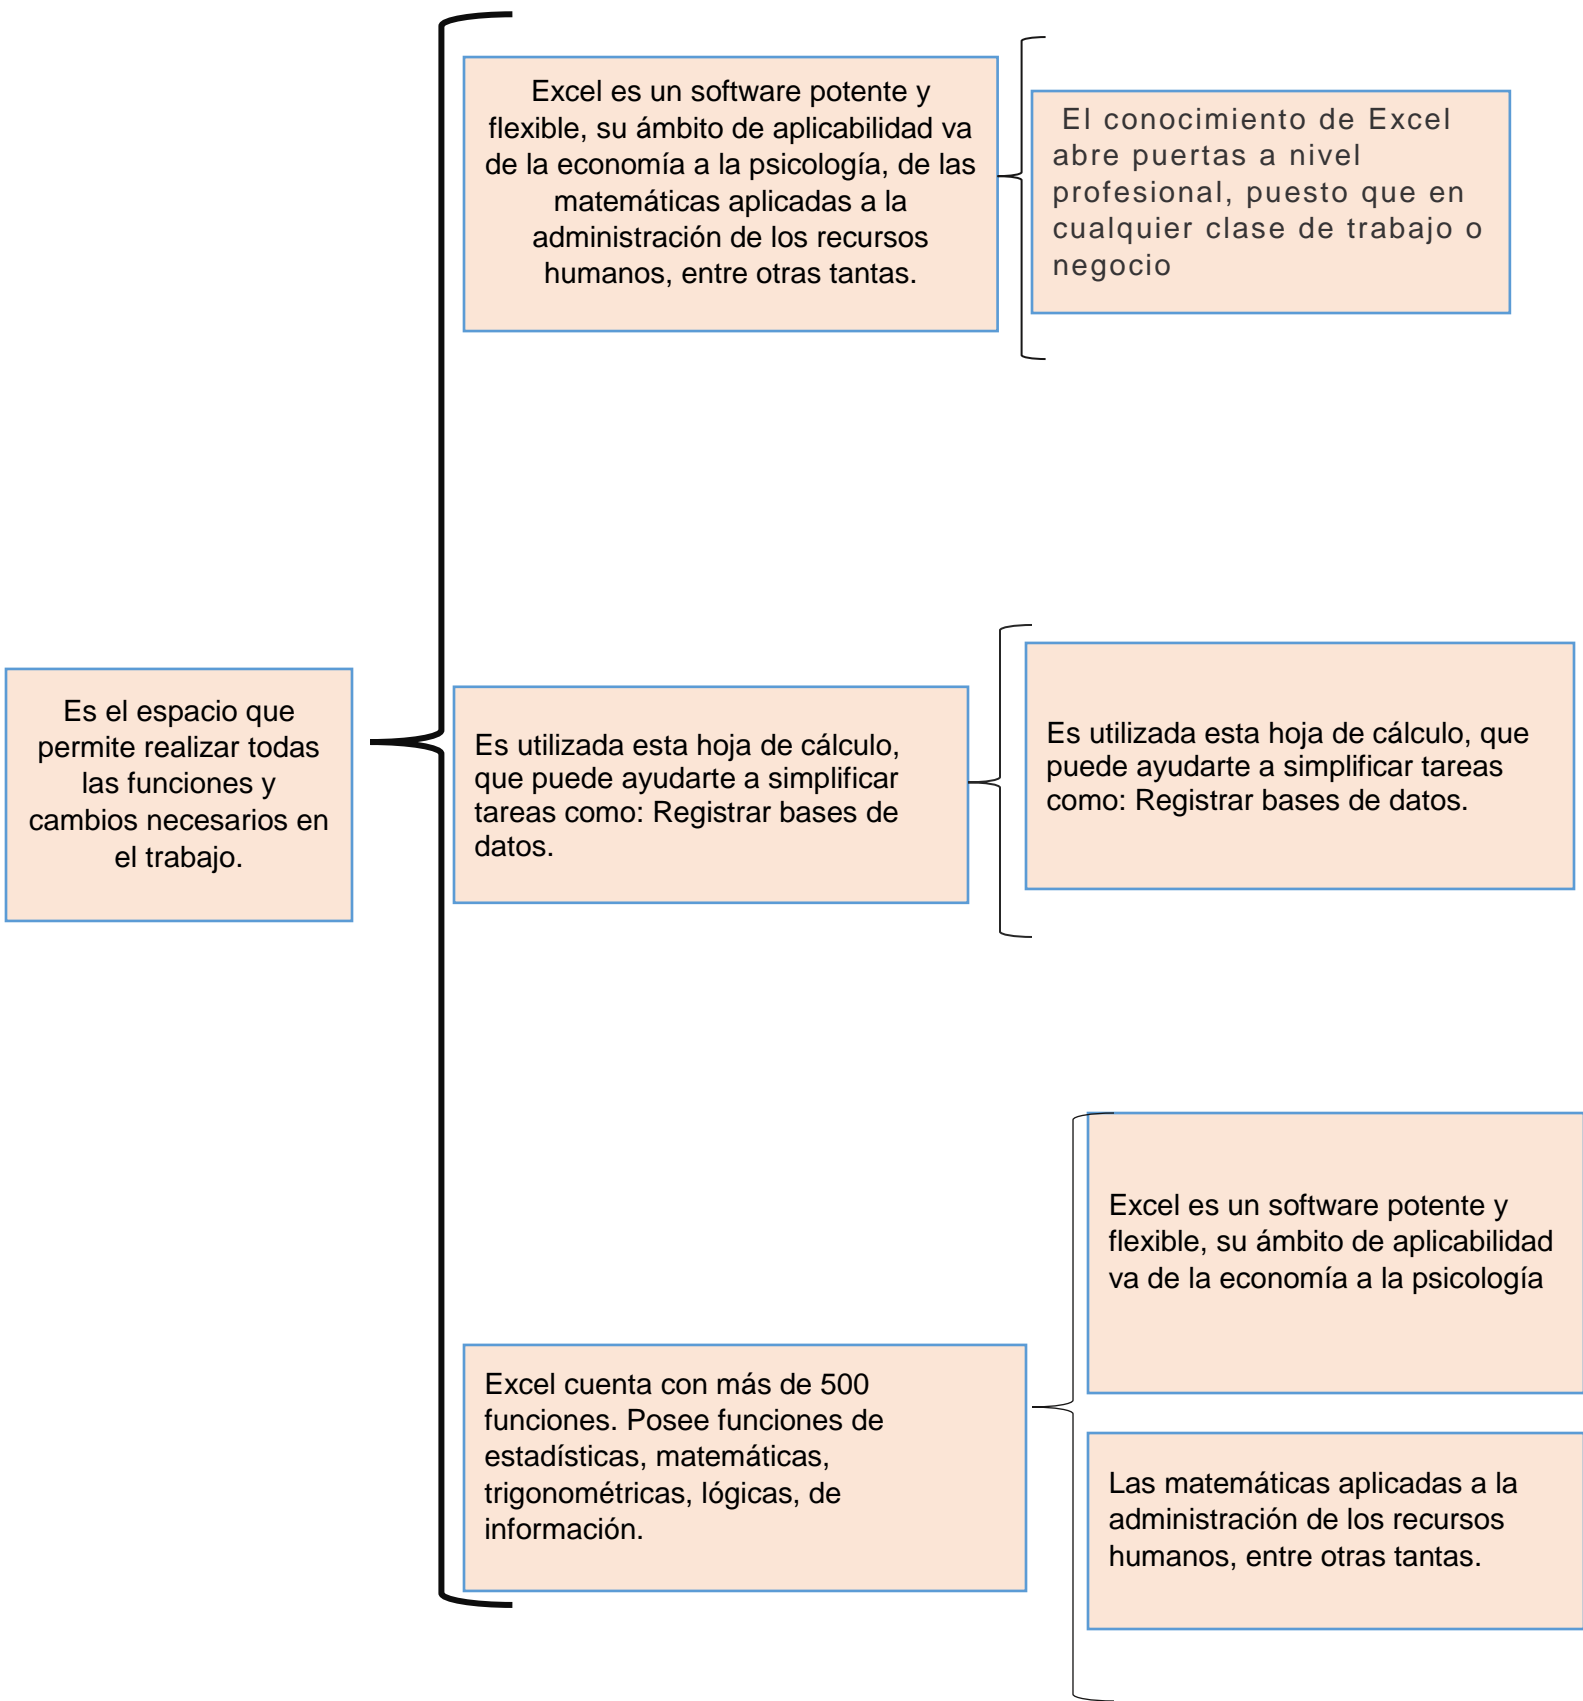 Excel es un software potente y
flexible, su ámbito de aplicabilidad va
de la economía a la psicología, de las
matemáticas aplicadas a la
administración de los recursos
humanos, entre otras tantas.
El conocimiento de Excel
abre puertas a nivel
profesional, puesto que en
cualquier clase de trabajo o
negocio
Es el espacio que
permite realizar todas
las funciones y
cambios necesarios en
el trabajo.
Es utilizada esta hoja de cálculo,
que puede ayudarte a simplificar
tareas como: Registrar bases de
datos.
Es utilizada esta hoja de cálculo, que
puede ayudarte a simplificar tareas
como: Registrar bases de datos.
Excel cuenta con más de 500
funciones. Posee funciones de
estadísticas, matemáticas,
trigonométricas, lógicas, de
información.
Excel es un software potente y
flexible, su ámbito de aplicabilidad
va de la economía a la psicología
Las matemáticas aplicadas a la
administración de los recursos
humanos, entre otras tantas.